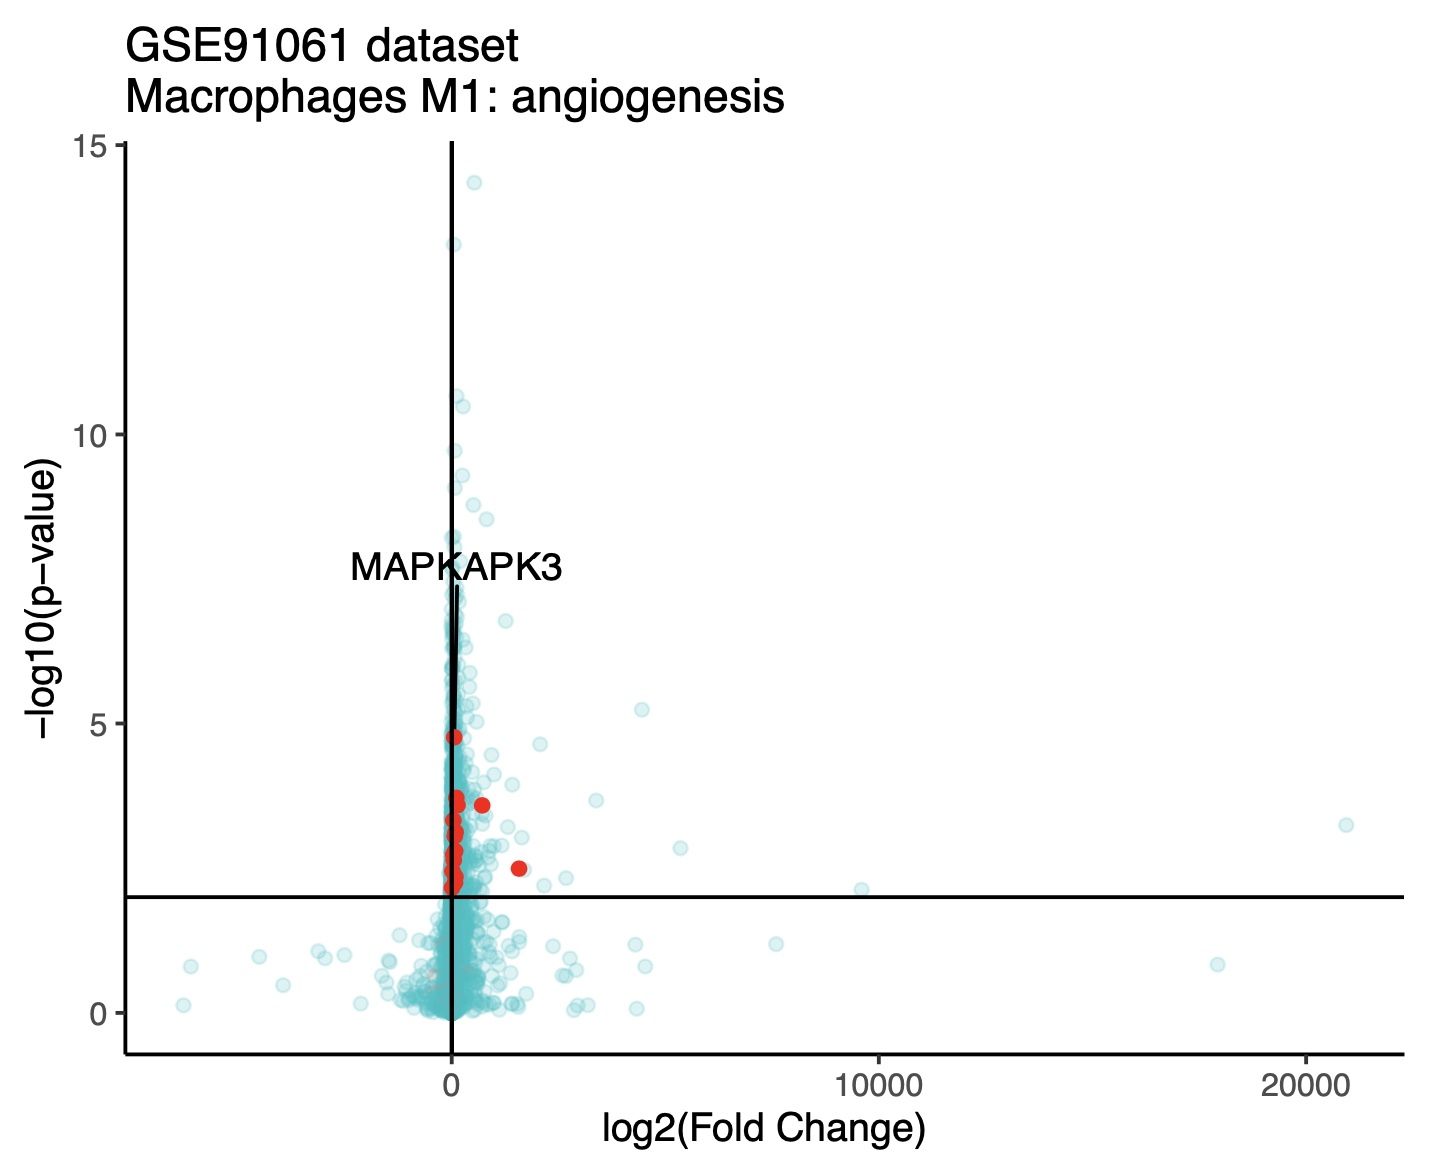 GSE91061 dataset
Macrophages M1: angiogenesis
15
10
5
0
−log10(p−value)
MAPKAPK3
0
10000
20000
log2(Fold Change)